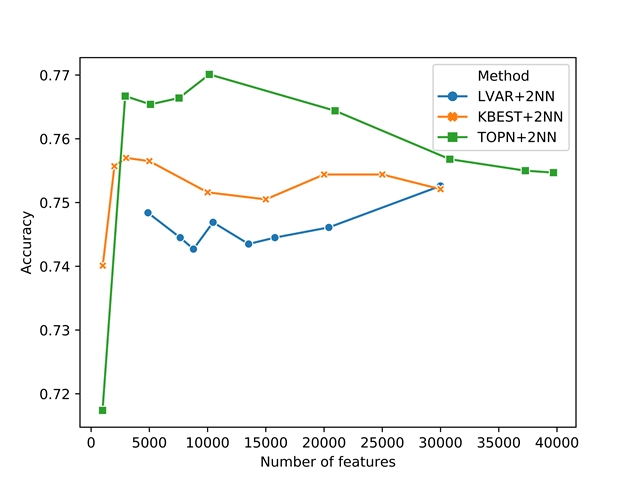 0.77
0.76
0.75
0.74
0.73
0.72
Accuracy
Method
LVAR+2NN
KBEST+2NN
TOPN+2NN
0 5000 10000 15000 20000 25000 30000 35000 40000
Number of features